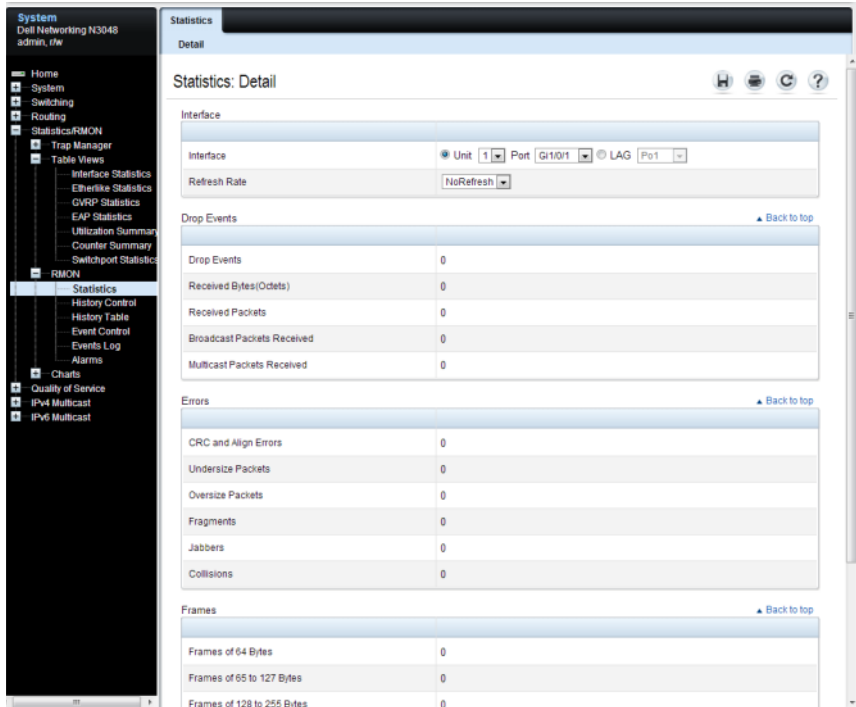 System
Dell Networking N3048
admin, r/w
Home
System
Switching
Routing
Statistics/RMON
Trap Manager
Table Views
Interface Statistics
Etherlike Statistics
GVRP Statistics
EAP Statistics
Utilization Summary
Counter Summary
Switchport Statistics
RMON
Statistics
History Control
History Table
Event Control
Events Log
Alarms
Charts
Quality of Service
IPv4 Multicast
IPv6 Multicast
Statistics
Detail
Statistics: Detail
Interface
Interface Unit 1 Port Gi1/0/1 LAG Po1
Refresh Rate NoRefresh
Drop Events Back to top
Drop Events 0
Received Bytes(Octets) 0
Received Packets 0
Broadcast Packets Received 0
Multicast Packets Received 0
Errors Back to top
CRC and Align Errors 0
Undersize Packets 0
Oversize Packets 0
Fragments 0
Jabbers 0
Collisions 0
Frames Back to top
Frames of 64 Bytes 0
Frames of 65 to 127 Bytes 0
Frames of 128 to 255 Bytes 0